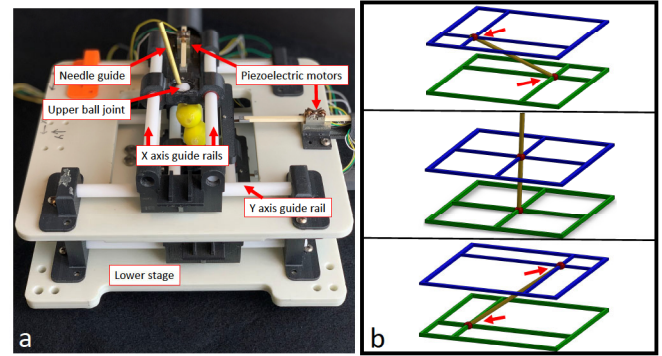 Needle guide
Piezoelectric motors
Upper ball joint
X axis guide rails
Y axis guide rail
Lower stage
a
b